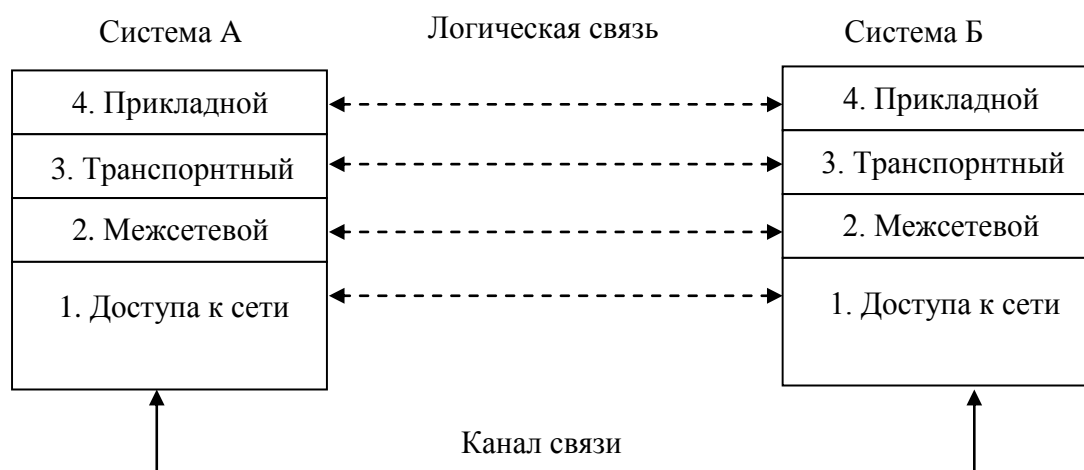 Система А
Логическая связь
Система Б
4. Прикладной
4. Прикладной
3. Транспорнтный
3. Транспорнтный
2. Межсетевой
2. Межсетевой
1. Доступа к сети
1. Доступа к сети
Канал связи